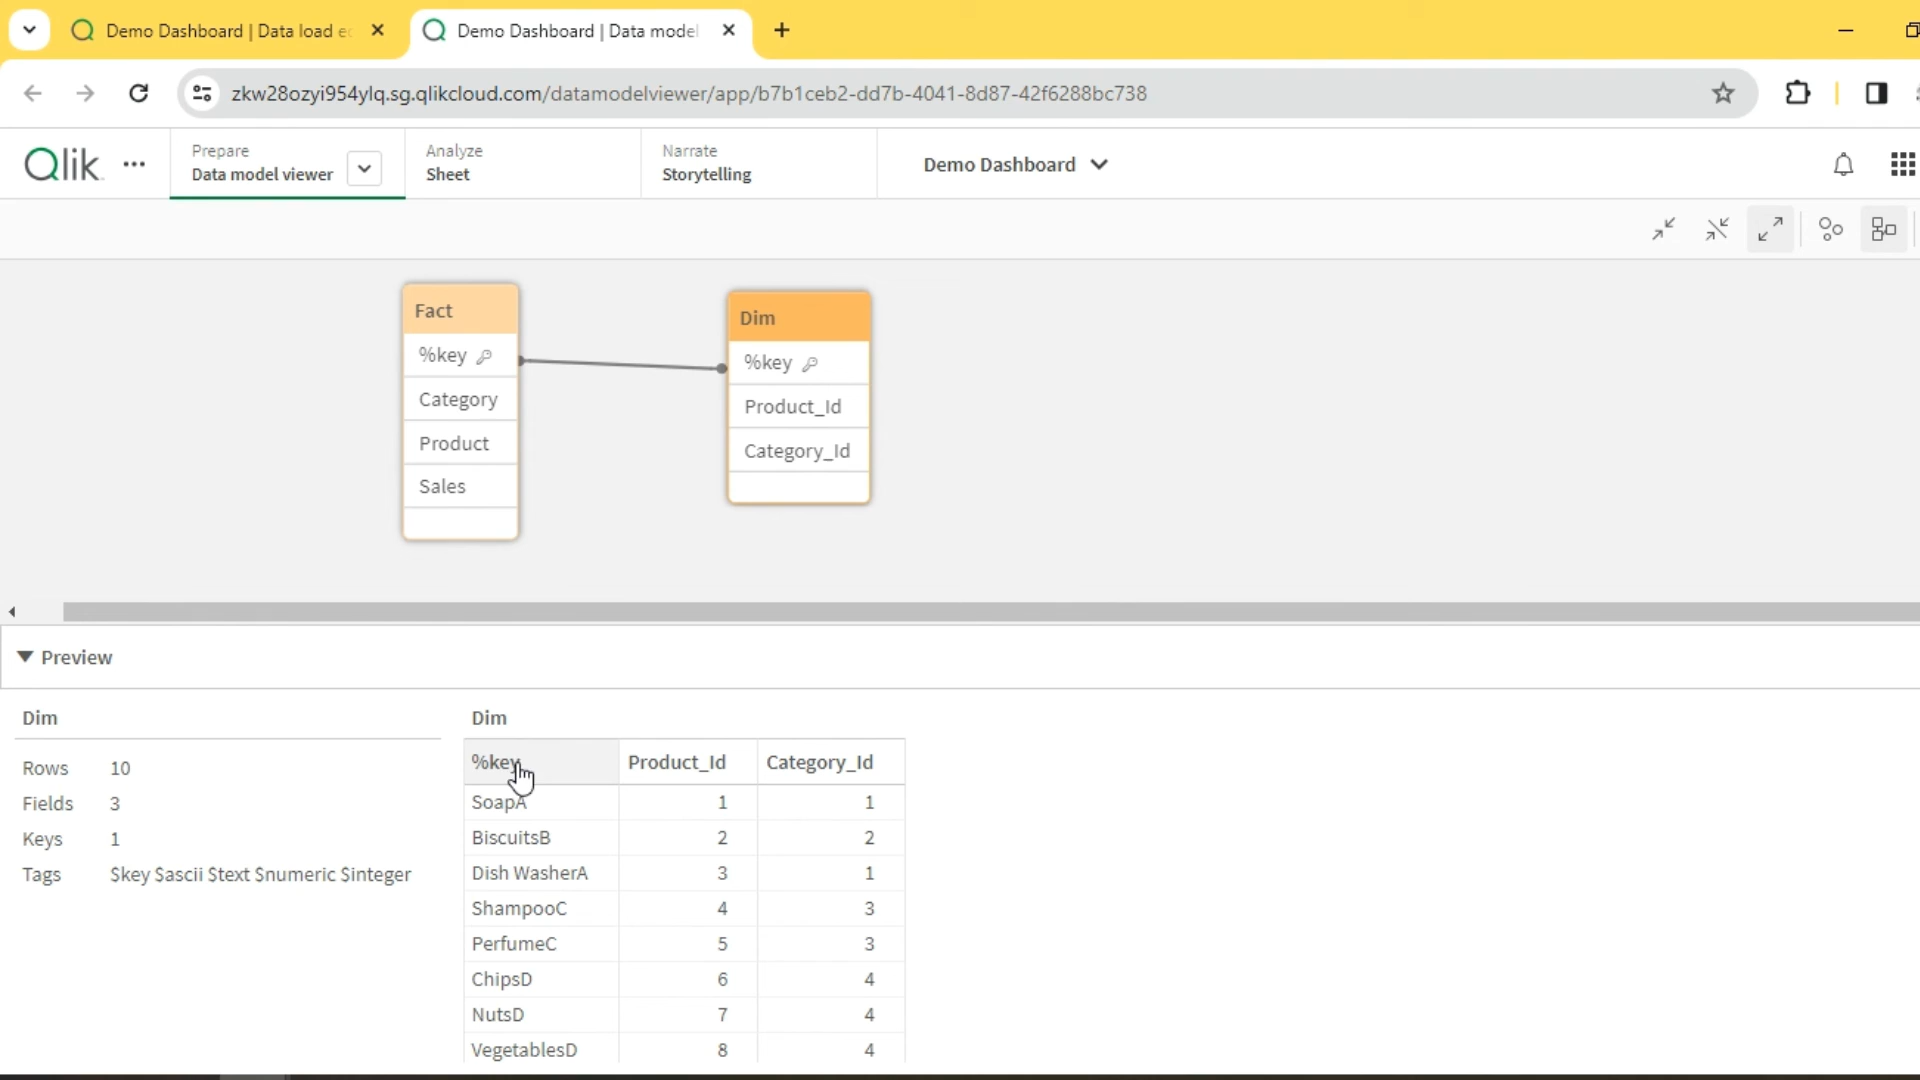 Demo Dashboard | Data load e
Demo Dashboard | Data model
zkw28ozyi954ylq.sg.qlikcloud.com/datamodelviewer/app/b7b1ceb2-dd7b-4041-8d87-42f6288bc738
Qlik
Prepare
Data model viewer
Analyze
Sheet
Narrate
Storytelling
Demo Dashboard
Fact
%key
Category
Product
Sales
Dim
%key
Product_Id
Category_Id
Preview
Dim
Rows 10
Fields 3
Keys 1
Tags $key $ascii $text $numeric $integer
Dim
%key Product_Id Category_Id
SoapA 1 1
BiscuitsB 2 2
Dish WasherA 3 1
ShampooC 4 3
PerfumeC 5 3
ChipsD 6 4
NutsD 7 4
VegetablesD 8 4